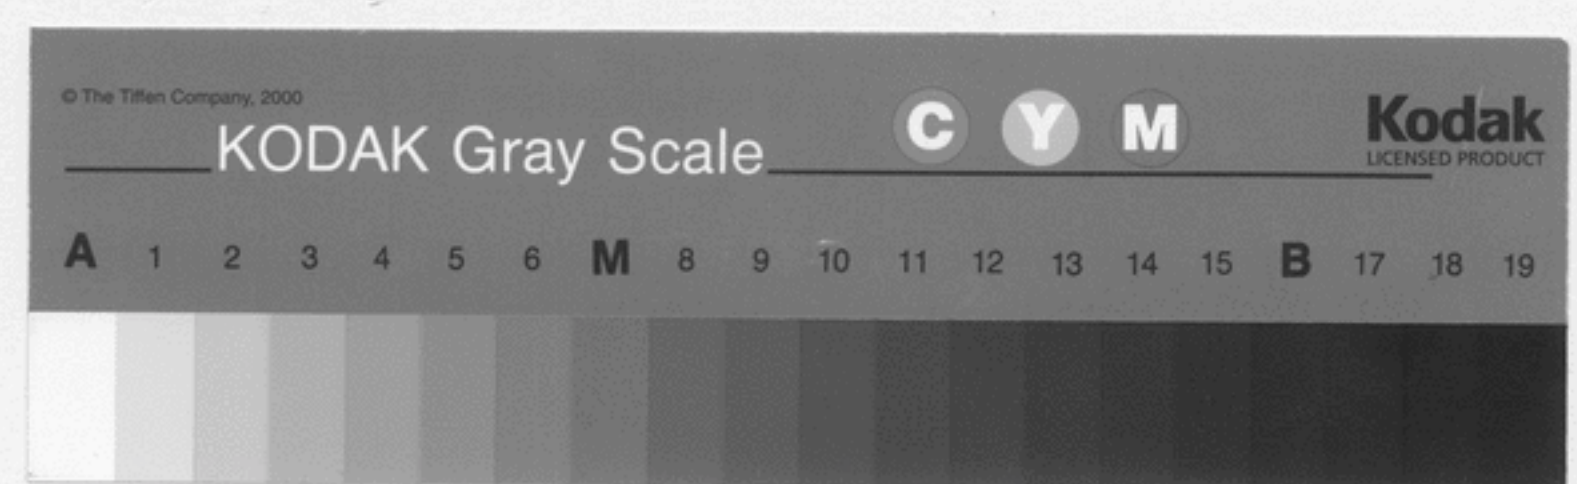 © The Tiffen Company, 2000
KODAK Gray Scale
C Y M
Kodak
LICENSED PRODUCT
A 1 2 3 4 5 6 M 8 9 10 11 12 13 14 15 B 17 18 19